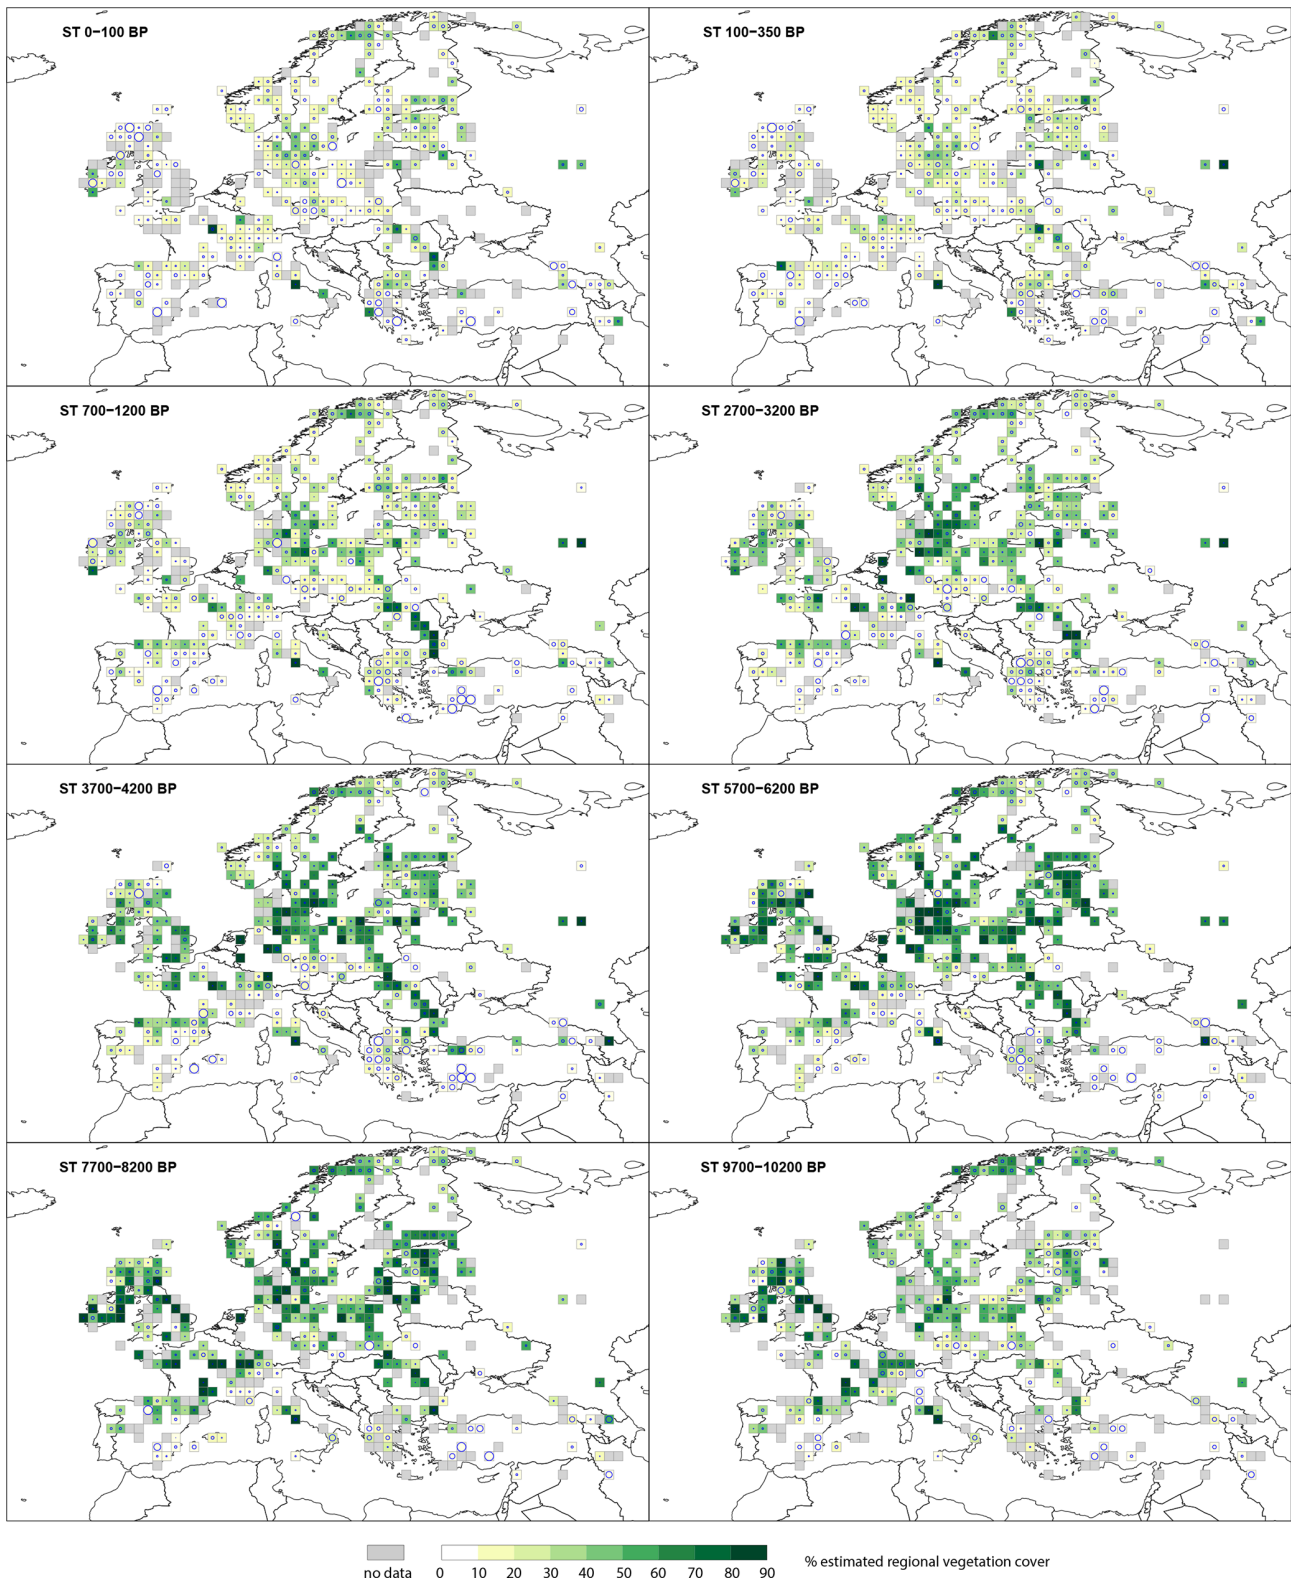 ST 0−100 BP
ST 100−350 BP
ST 700−1200 BP
ST 2700−3200 BP
ST 3700−4200 BP
ST 5700−6200 BP
ST 7700−8200 BP
ST 9700−10200 BP
no data
0 10 20 30 40 50 60 70 80 90
% estimated regional vegetation cover